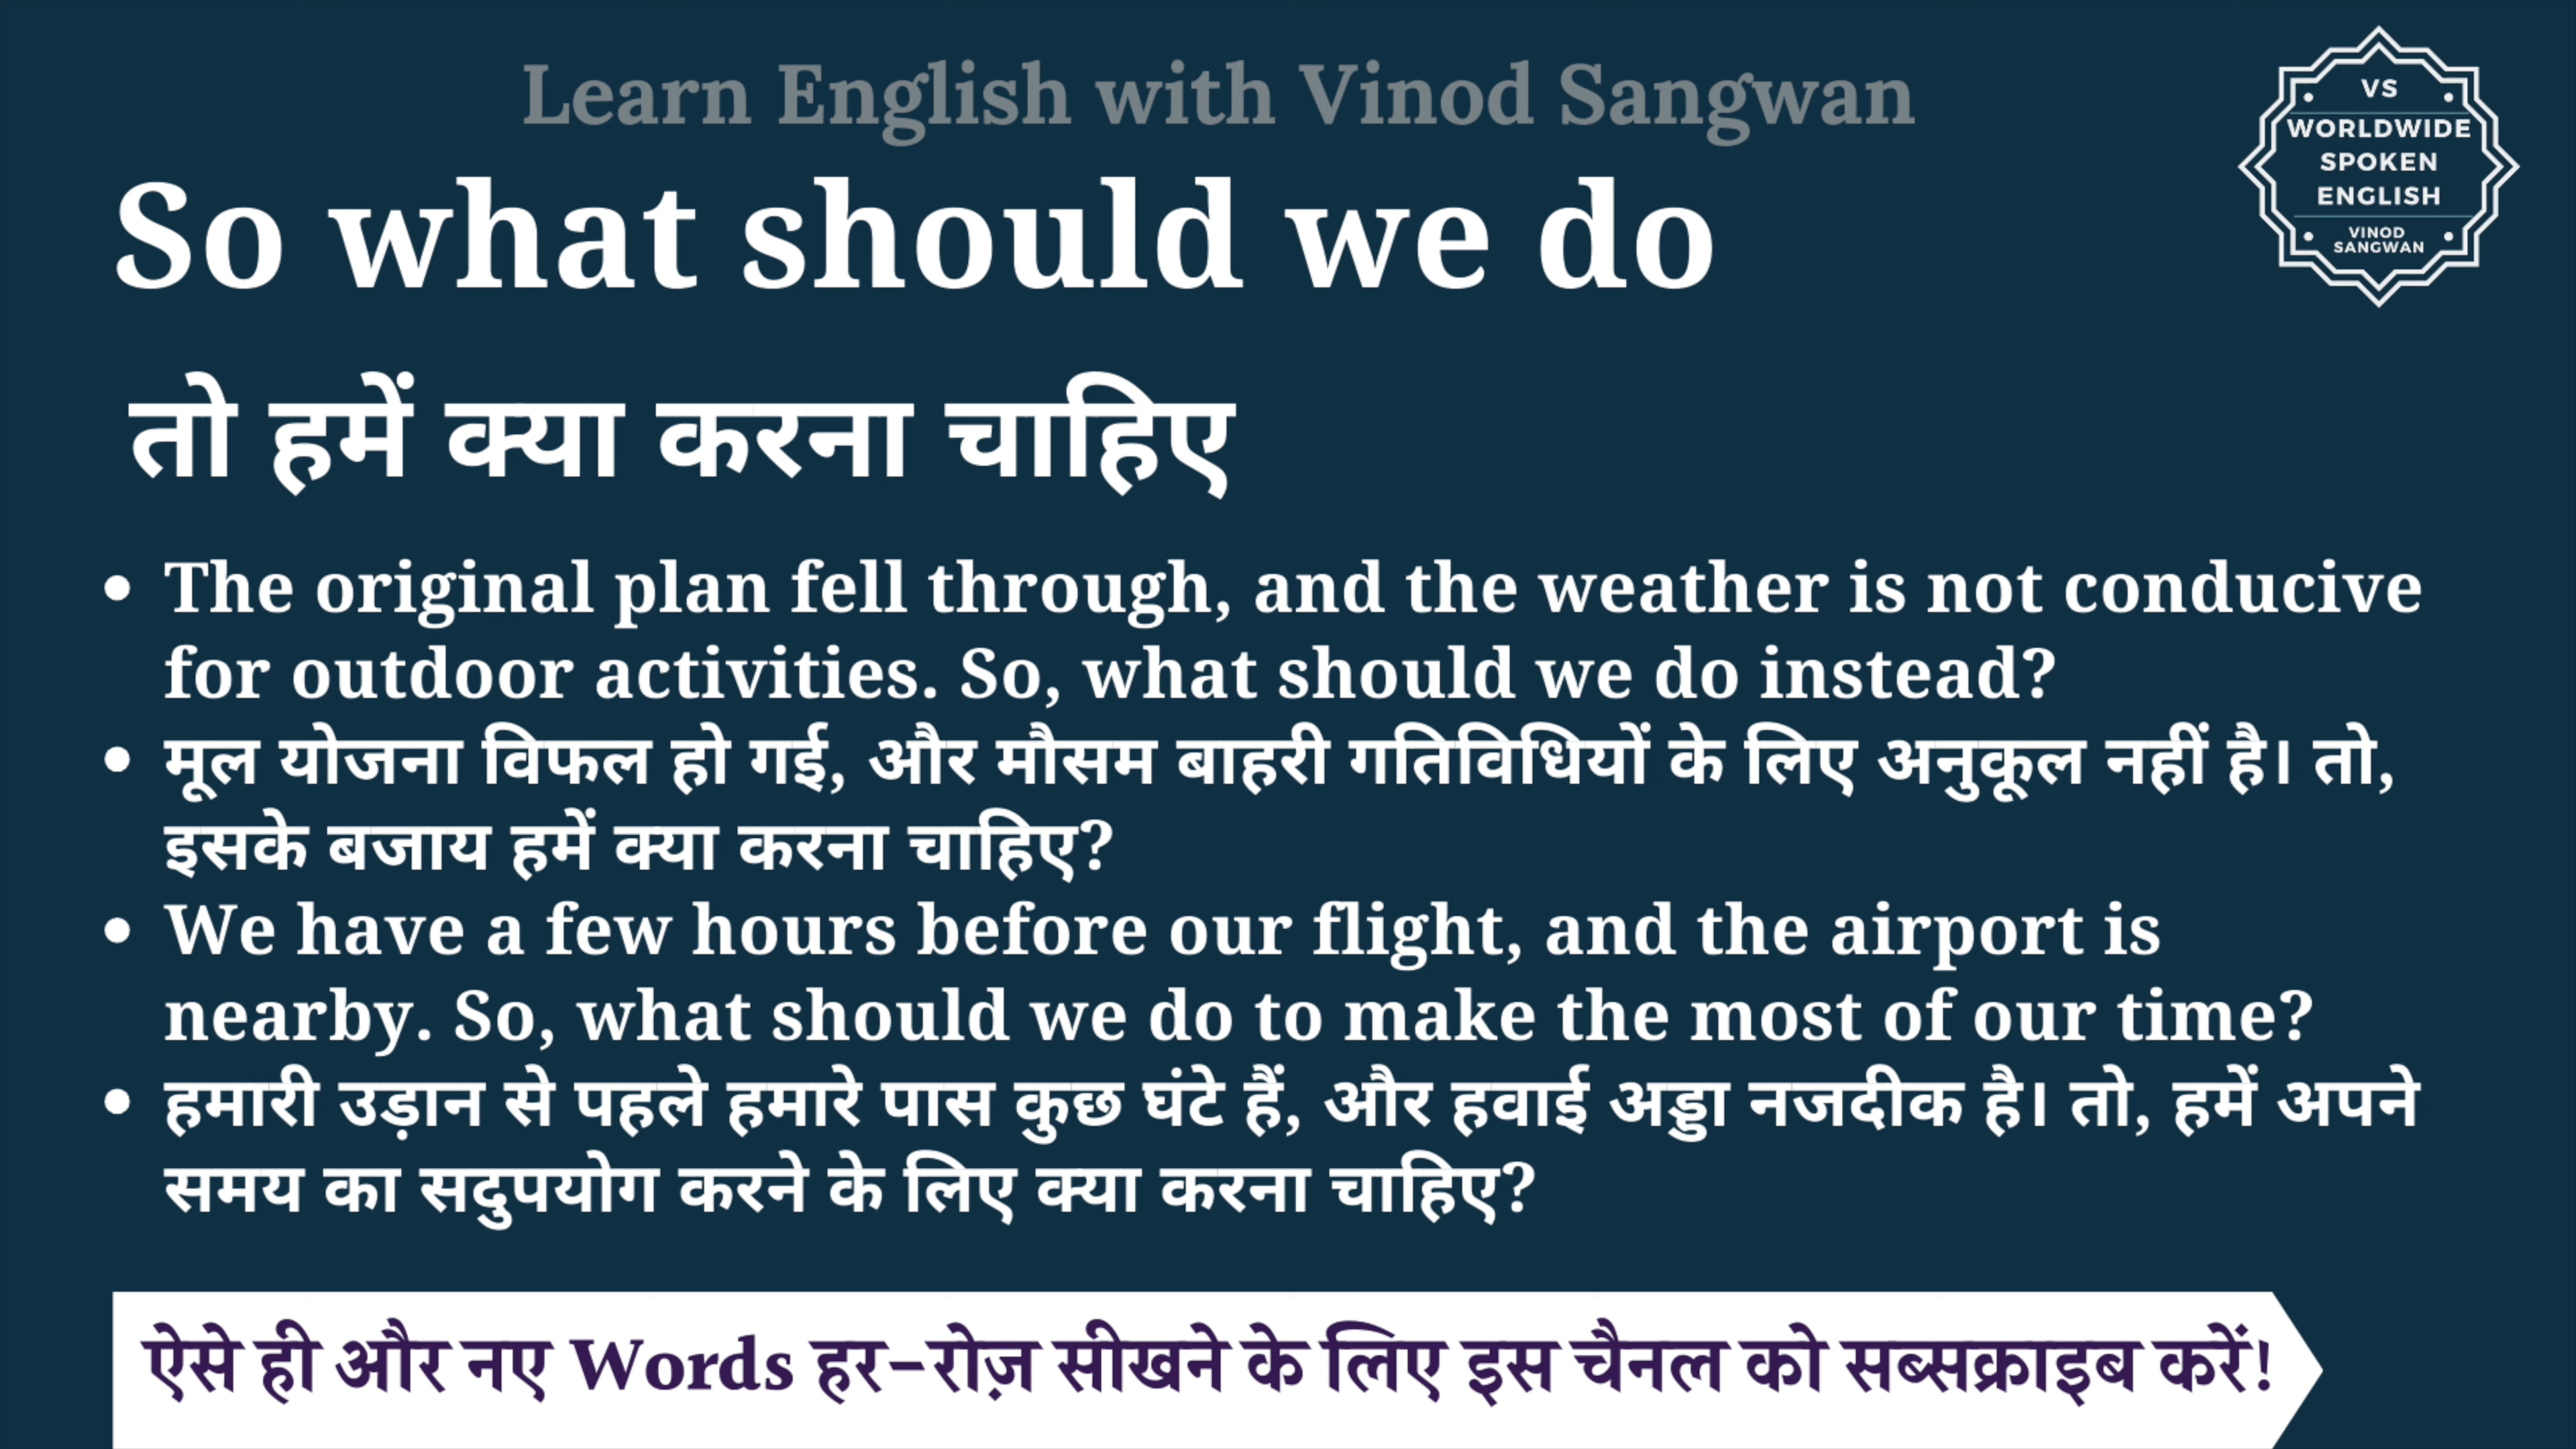 Learn English with Vinod Sangwan
VS
WORLDWIDE
SPOKEN
ENGLISH
VINOD
SANGWAN
So what should we do
तो हमें क्या करना चाहिए
• The original plan fell through, and the weather is not conducive
for outdoor activities. So, what should we do instead?
• मूल योजना विफल हो गई, और मौसम बाहरी गतिविधियों के लिए अनुकूल नहीं है। तो,
इसके बजाय हमें क्या करना चाहिए?
• We have a few hours before our flight, and the airport is
nearby. So, what should we do to make the most of our time?
• हमारी उड़ान से पहले हमारे पास कुछ घंटे हैं, और हवाई अड्डा नजदीक है। तो, हमें अपने
समय का सदुपयोग करने के लिए क्या करना चाहिए?
ऐसे ही और नए Words हर-रोज़ सीखने के लिए इस चैनल को सब्सक्राइब करें!